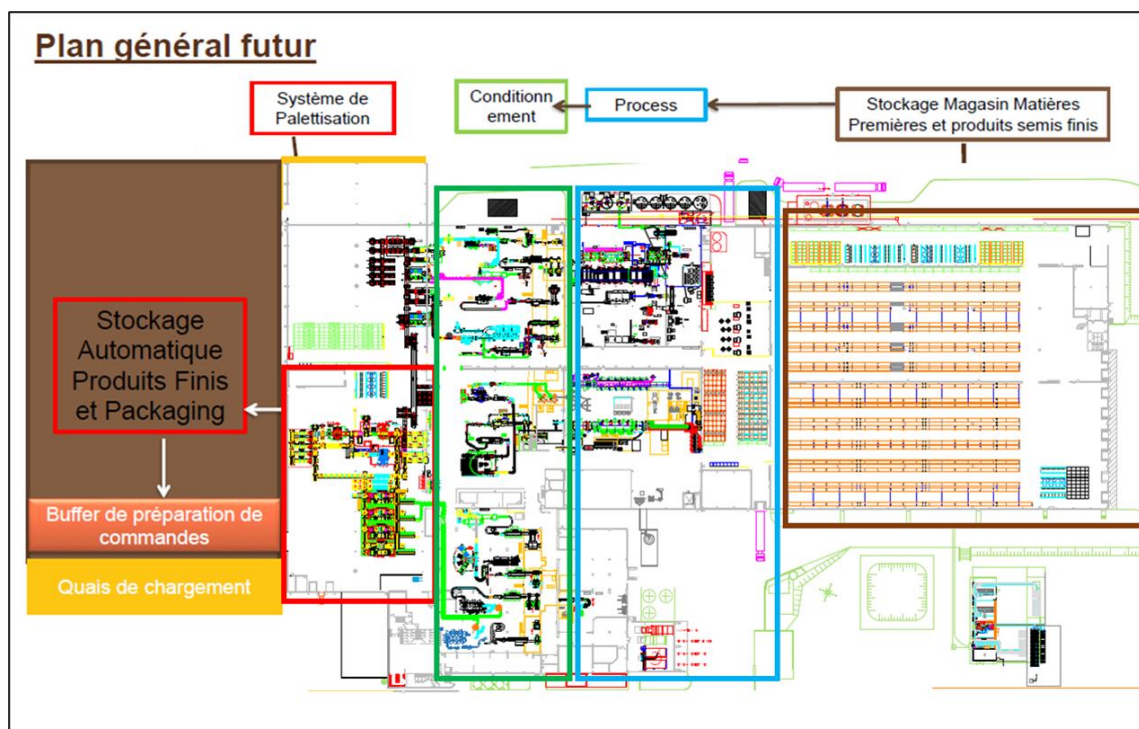 Plan général futur
Système de
Palettisation
Conditionn
ement
Process
Stockage Magasin Matières
Premières et produits semis finis
Stockage
Automatique
Produits Finis
et Packaging
Buffer de préparation de
commandes
Quais de chargement